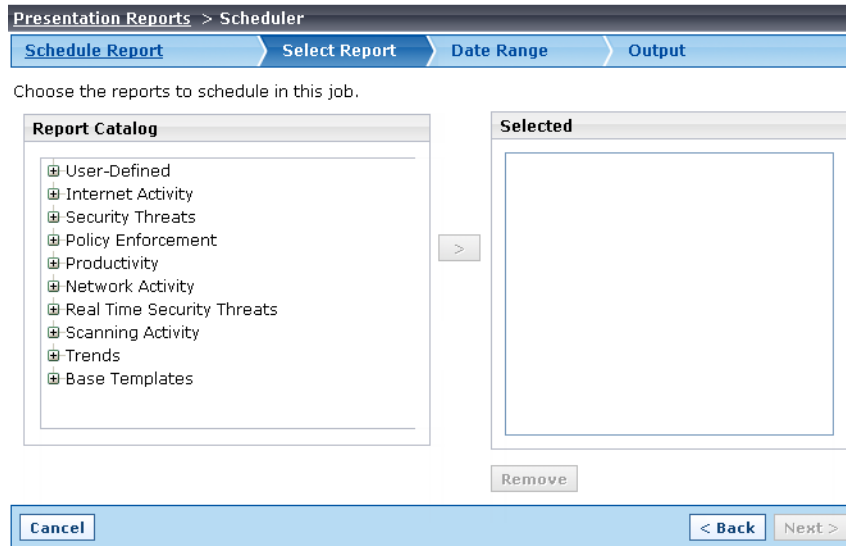 Presentation Reports > Scheduler
Schedule Report Select Report Date Range Output
Choose the reports to schedule in this job.
Report Catalog
User-Defined
Internet Activity
Security Threats
Policy Enforcement
Productivity
Network Activity
Real Time Security Threats
Scanning Activity
Trends
Base Templates
>
Selected
Remove
Cancel < Back Next >